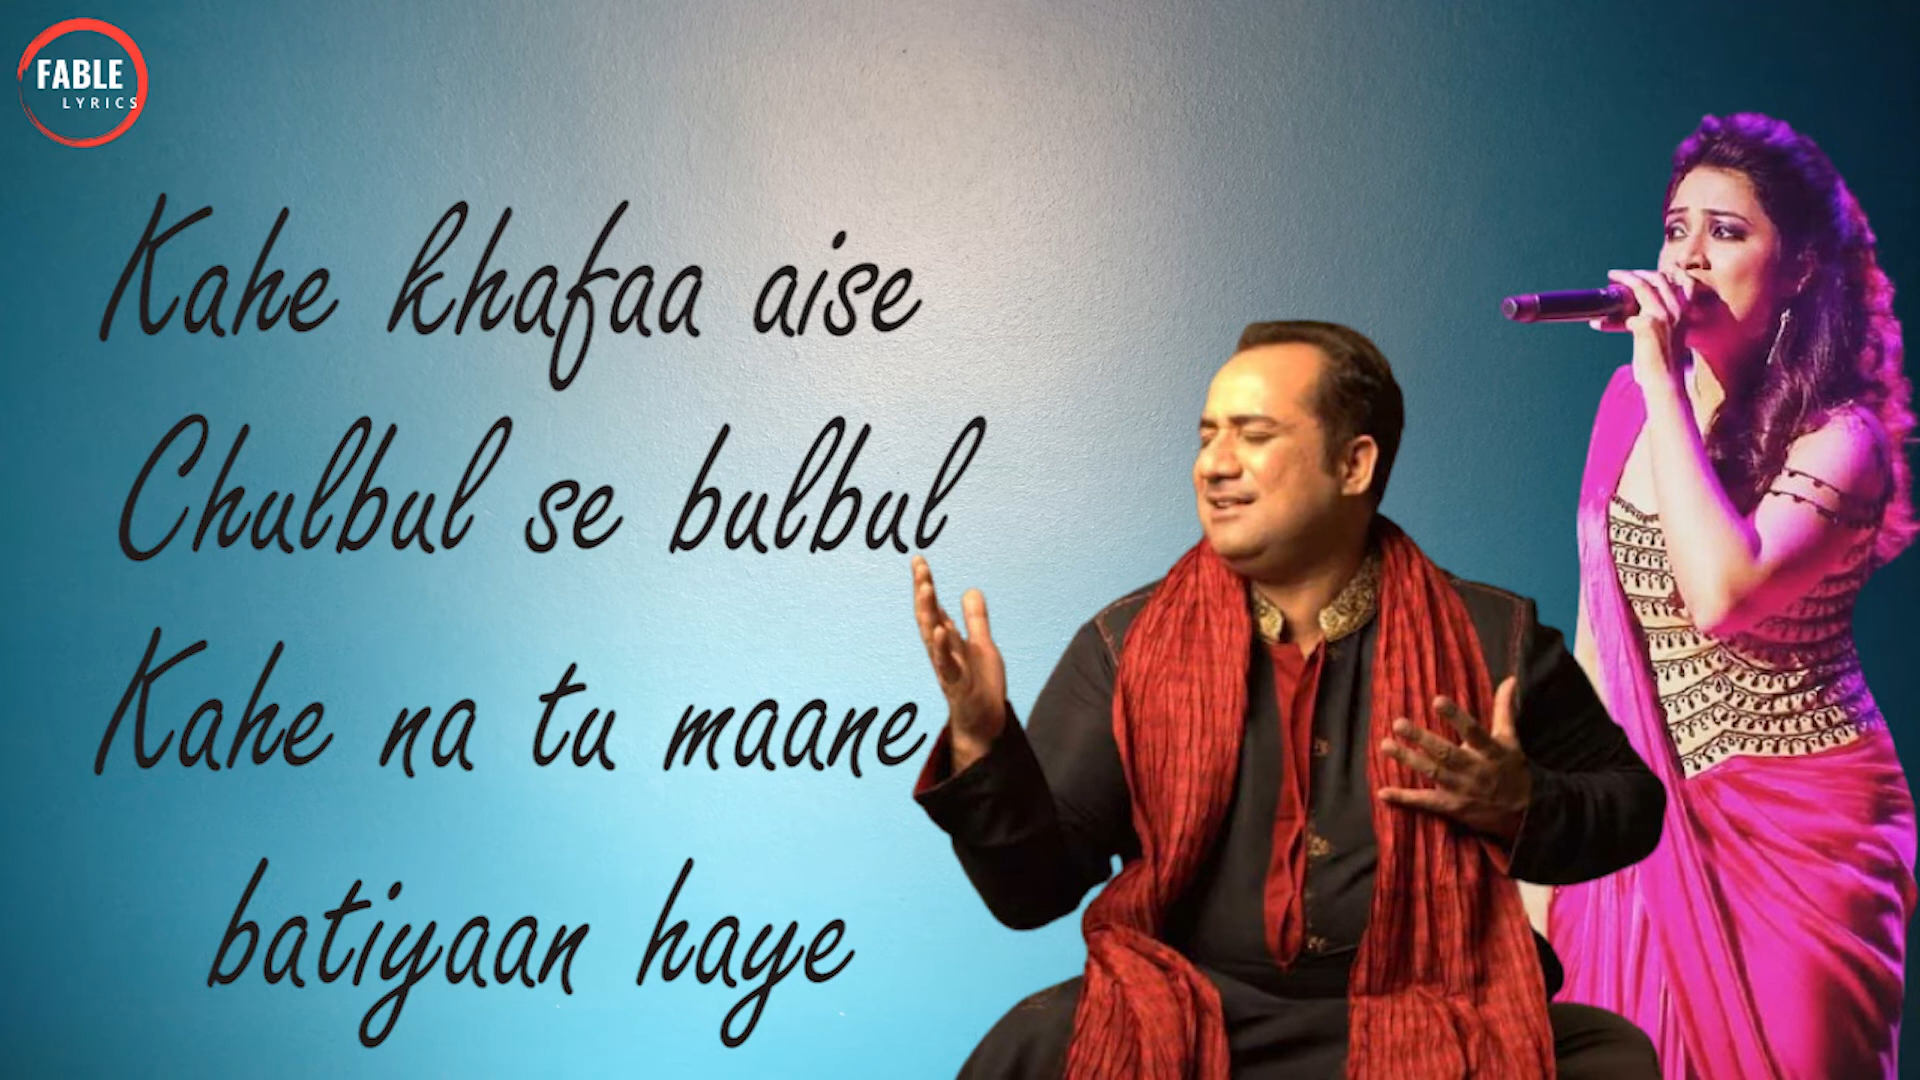 FABLE
LYRICS
Kahe khafaa aise
Chulbul se bulbul
Kahe na tu maane
batiyaan haye